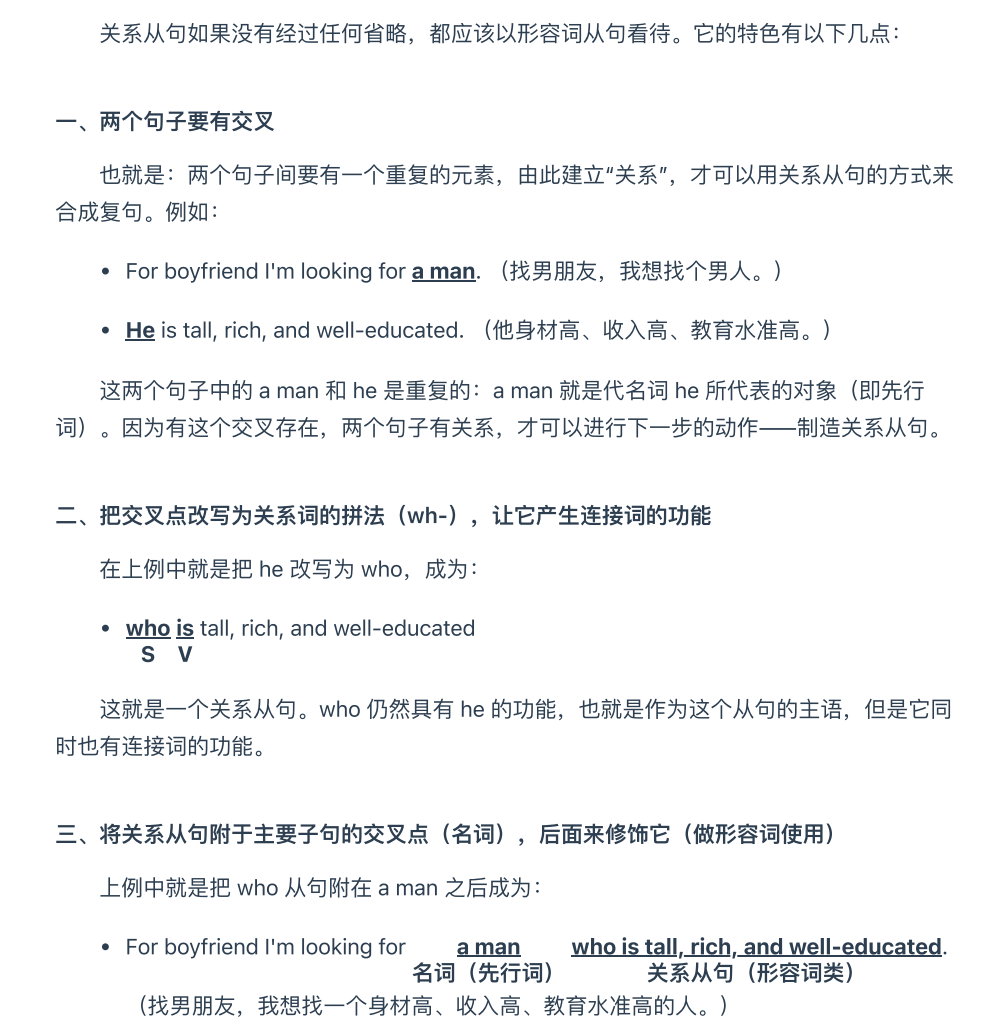 关系从句如果没有经过任何省略，都应该以形容词从句看待。它的特色有以下几点：
一、两个句子要有交叉
也就是：两个句子间要有一个重复的元素，由此建立“关系”，才可以用关系从句的方式来
合成复句。例如：
• For boyfriend I'm looking for a man. （找男朋友，我想找个男人。）
• He is tall, rich, and well-educated. （他身材高、收入高、教育水准高。）
这两个句子中的 a man 和 he 是重复的：a man 就是代名词 he 所代表的对象（即先行
词）。因为有这个交叉存在，两个句子有关系，才可以进行下一步的动作——制造关系从句。
二、把交叉点改写为关系词的拼法（wh-），让它产生连接词的功能
在上例中就是把 he 改写为 who，成为：
• who is tall, rich, and well-educated
S V
这就是一个关系从句。who 仍然具有 he 的功能，也就是作为这个从句的主语，但是它同
时也有连接词的功能。
三、将关系从句附于主要子句的交叉点（名词），后面来修饰它（做形容词使用）
上例中就是把 who 从句附在 a man 之后成为：
• For boyfriend I'm looking for a man who is tall, rich, and well-educated.
名词（先行词） 关系从句（形容词类）
（找男朋友，我想找一个身材高、收入高、教育水准高的人。）